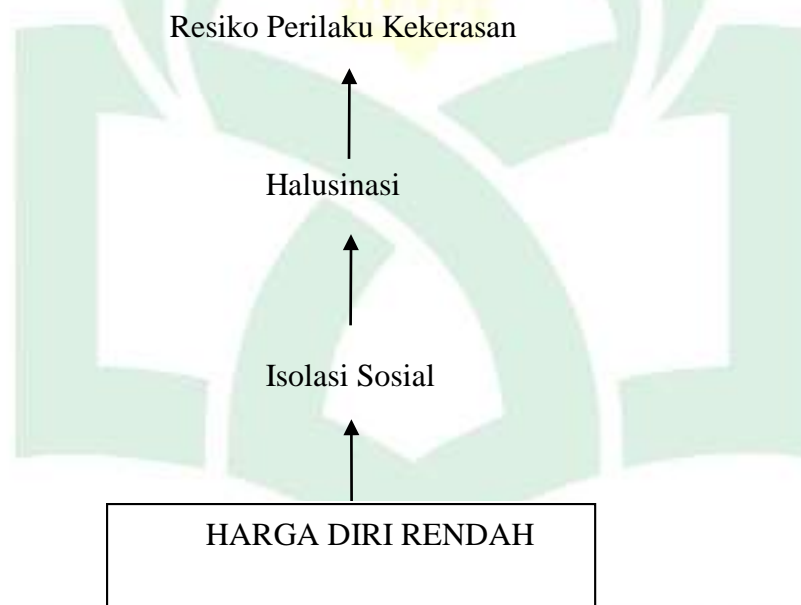 Resiko Perilaku Kekerasan
Halusinasi
Isolasi Sosial
HARGA DIRI RENDAH